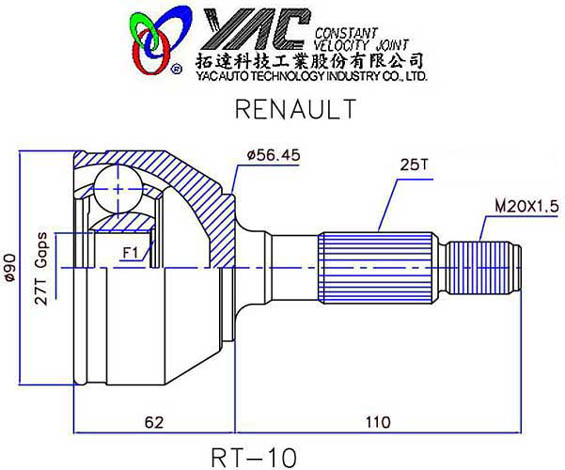 YAC CONSTANT
VELOCITY JOINT
®
拓達科技工業股份有限公司
YAC AUTO TECHNOLOGY INDUSTRY CO., LTD.
RENAULT
ø56.45
25T
M20X1.5
ø90
27T Gaps
F1
62
110
RT-10